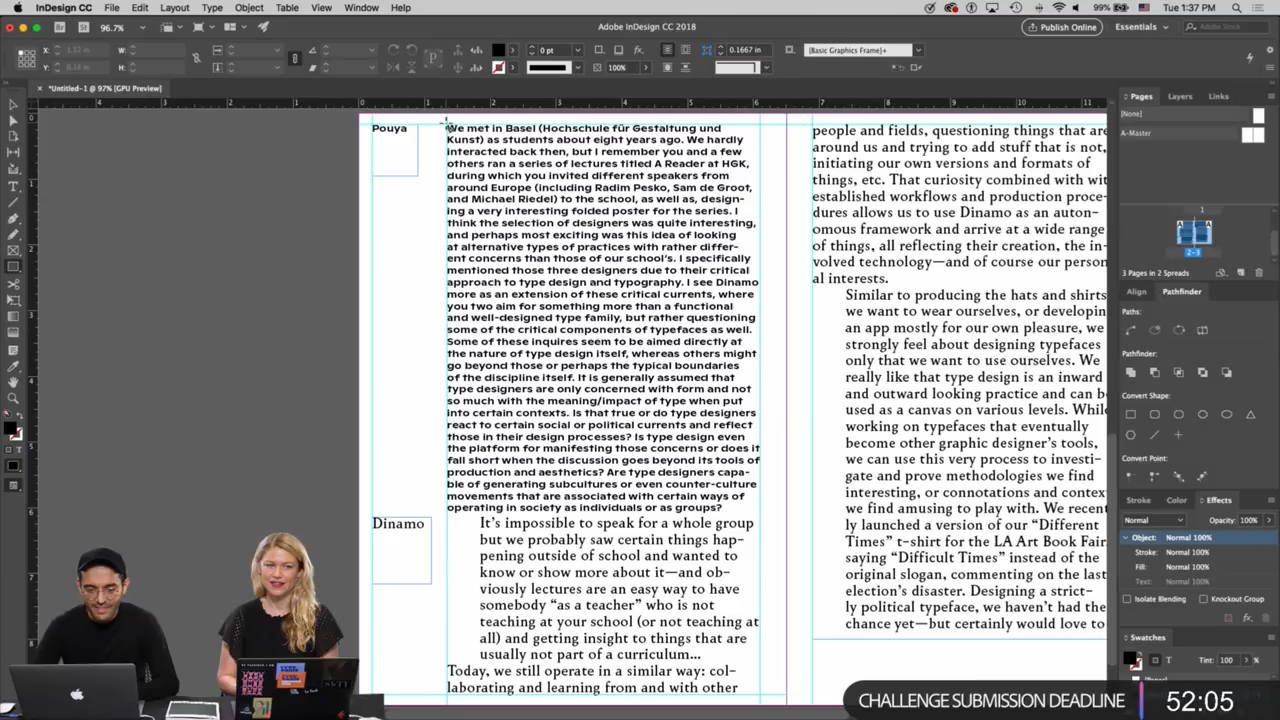 InDesign CC File Edit Layout Type Object Table View Window Help
99% Tue 1:37 PM
96.7%
Adobe InDesign CC 2018
Publish Online
Essentials
Adobe Stock
X: 1.32 in
Y:
W:
H:
0 pt
100%
0.1667 in
[Basic Graphics Frame]+
*Untitled-1 @ 97% [GPU Preview]
4 3 2 1 0 1 2 3 4 5 6 7 8 9 10 11
Pouya
We met in Basel (Hochschule für Gestaltung und
Kunst) as students about eight years ago. We hardly
interacted back then, but I remember you and a few
others ran a series of lectures titled A Reader at HGK,
during which you invited different speakers from
around Europe (including Radim Pesko, Sam de Groot,
and Michael Riedel) to the school, as well as, design-
ing a very interesting folded poster for the series. I
think the selection of designers was quite interesting,
and perhaps most exciting was this idea of looking
at alternative types of practices with rather differ-
ent concerns than those of our school's. I specifically
mentioned those three designers due to their critical
approach to type design and typography. I see Dinamo
more as an extension of these critical currents, where
you two aim for something more than a functional
and well-designed type family, but rather questioning
some of the critical components of typefaces as well.
Some of these inquires seem to be aimed directly at
the nature of type design itself, whereas others might
go beyond those or perhaps the typical boundaries
of the discipline itself. It is generally assumed that
type designers are only concerned with form and not
so much with the meaning/impact of type when put
into certain contexts. Is that true or do type designers
react to certain social or political currents and reflect
those in their design processes? Is type design even
the platform for manifesting those concerns or does it
fall short when the discussion goes beyond its tools of
production and aesthetics? Are type designers capa-
ble of generating subcultures or even counter-culture
movements that are associated with certain ways of
operating in society as individuals or as groups?
Dinamo
It's impossible to speak for a whole group
but we probably saw certain things hap-
pening outside of school and wanted to
know or show more about it—and ob-
viously lectures are an easy way to have
somebody “as a teacher” who is not
teaching at your school (or not teaching at
all) and getting insight to things that are
usually not part of a curriculum...
Today, we still operate in a similar way: col-
laborating and learning from and with other
people and fields, questioning things that are
around us and trying to add stuff that is not,
initiating our own versions and formats of
things, etc. That curiosity combined with wit
established workflows and production proce-
dures allows us to use Dinamo as an auton-
omous framework and arrive at a wide range
of things, all reflecting their creation, the in-
volved technology—and of course our person
al interests.
Similar to producing the hats and shirts
we want to wear ourselves, or developin
an app mostly for our own pleasure, we
strongly feel about designing typefaces
only that we want to use ourselves. We
really like that type design is an inward
and outward looking practice and can b
used as a canvas on various levels. While
working on typefaces that eventually
become other graphic designer's tools,
we can use this very process to investi-
gate and prove methodologies we find
interesting, or connotations and contex
we find amusing to play with. We recent
ly launched a version of our “Different
Times” t-shirt for the LA Art Book Fair
saying “Difficult Times” instead of the
original slogan, commenting on the last
election's disaster. Designing a strict-
ly political typeface, we haven't had the
chance yet—but certainly would love to
Pages Layers Links
[None]
A-Master
1
A A
2-3
3 Pages in 2 Spreads
Align Pathfinder
Paths:
Pathfinder:
Convert Shape:
Convert Point:
Stroke Color Effects
Normal Opacity: 100%
Object: Normal 100%
Stroke: Normal 100%
Fill: Normal 100%
Text: Normal 100%
Isolate Blending Knockout Group
Swatches
Tint: 100 %
CHALLENGE SUBMISSION DEADLINE 52:05